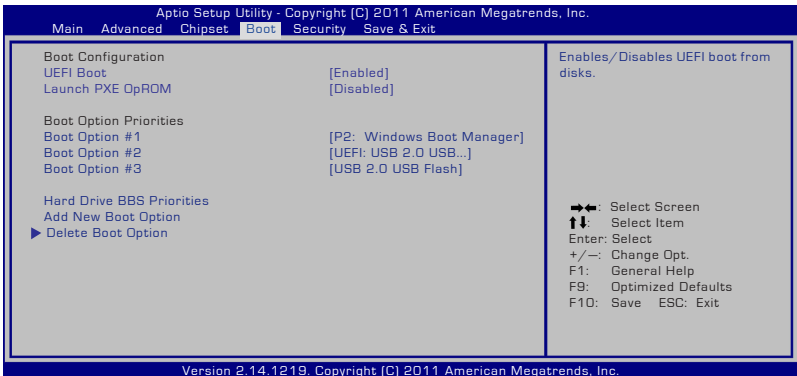 Aptio Setup Utility - Copyright (C) 2011 American Megatrends, Inc.
Main Advanced Chipset Boot Security Save & Exit
Boot Configuration
UEFI Boot [Enabled]
Launch PXE OpROM [Disabled]
Boot Option Priorities
Boot Option #1 [P2: Windows Boot Manager]
Boot Option #2 [UEFI: USB 2.0 USB...]
Boot Option #3 [USB 2.0 USB Flash]
Hard Drive BBS Priorities
Add New Boot Option
Delete Boot Option
Enables/Disables UEFI boot from
disks.
: Select Screen
: Select Item
Enter: Select
+/—: Change Opt.
F1: General Help
F9: Optimized Defaults
F10: Save ESC: Exit
Version 2.14.1219. Copyright (C) 2011 American Megatrends, Inc.